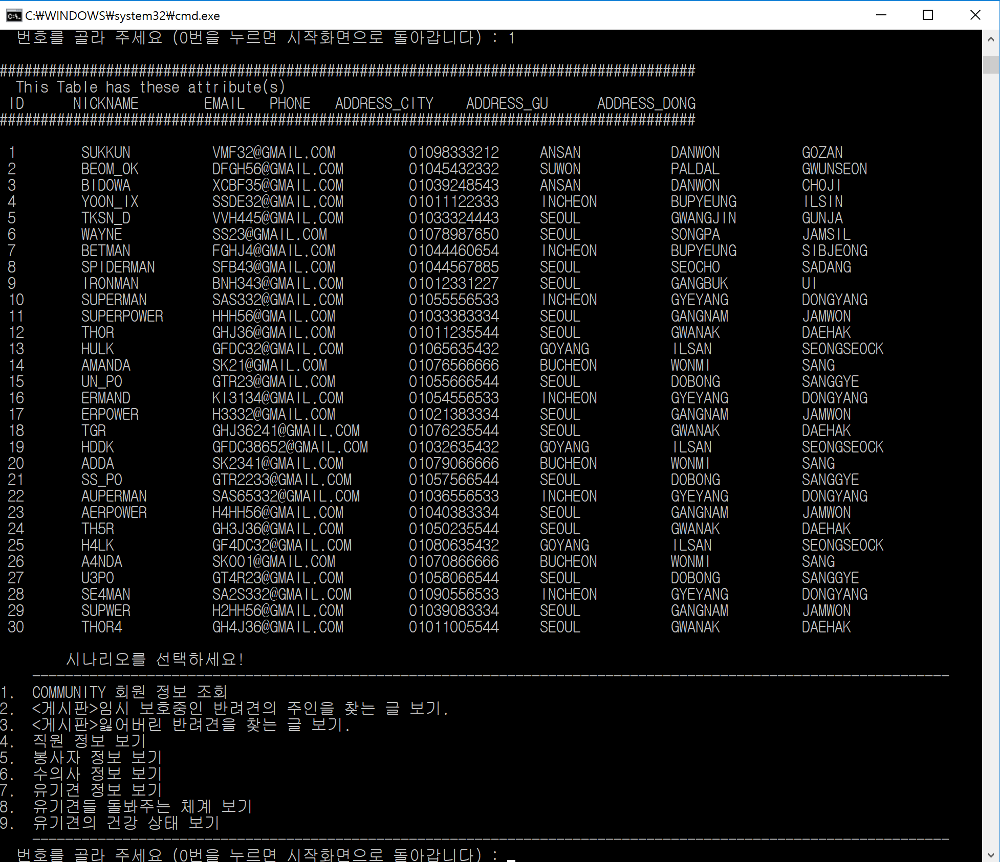 C:₩WINDOWS₩system32₩cmd.exe
번호를 골라 주세요 (0번을 누르면 시작화면으로 돌아갑니다) : 1
#####################################################################################
This Table has these attribute(s)
ID NICKNAME EMAIL PHONE ADDRESS_CITY ADDRESS_GU ADDRESS_DONG
#####################################################################################
1 SUKKUN VMF32@GMAIL.COM 01098333212 ANSAN DANWON GOZAN
2 BEOM_OK DFGH56@GMAIL.COM 01045432332 SUWON PALDAL GWUNSEON
3 BIDOWA XCBF35@GMAIL.COM 01039248543 ANSAN DANWON CHOJI
4 YOON_IX SSDE32@GMAIL.COM 01011122333 INCHEON BUPYEUNG ILSIN
5 TKSN_D VVH445@GMAIL.COM 01033324443 SEOUL GWANGJIN GUNJA
6 WAYNE SS23@GMAIL.COM 01078987650 SEOUL SONGPA JAMSIL
7 BETMAN FGHJ4@GMAIL.COM 01044460654 INCHEON BUPYEUNG SIBJEONG
8 SPIDERMAN SFB43@GMAIL.COM 01044567885 SEOUL SEOCHO SADANG
9 IRONMAN BNH343@GMAIL.COM 01012331227 SEOUL GANGBUK UI
10 SUPERMAN SAS332@GMAIL.COM 01055556533 INCHEON GYEYANG DONGYANG
11 SUPERPOWER HHH56@GMAIL.COM 01033383334 SEOUL GANGNAM JAMWON
12 THOR GHJ36@GMAIL.COM 01011235544 SEOUL GWANAK DAEHAK
13 HULK GFDC32@GMAIL.COM 01065635432 GOYANG ILSAN SEONGSEOCK
14 AMANDA SK21@GMAIL.COM 01076566666 BUCHEON WONMI SANG
15 UN_PO GTR23@GMAIL.COM 01055666544 SEOUL DOBONG SANGGYE
16 ERMAND KI3134@GMAIL.COM 01054556533 INCHEON GYEYANG DONGYANG
17 ERPOWER H3332@GMAIL.COM 01021383334 SEOUL GANGNAM JAMWON
18 TGR GHJ36241@GMAIL.COM 01076235544 SEOUL GWANAK DAEHAK
19 HDDK GFDC38652@GMAIL.COM 01032635432 GOYANG ILSAN SEONGSEOCK
20 ADDA SK2341@GMAIL.COM 01079066666 BUCHEON WONMI SANG
21 SS_PO GTR2233@GMAIL.COM 01057566544 SEOUL DOBONG SANGGYE
22 AUPERMAN SAS65332@GMAIL.COM 01036556533 INCHEON GYEYANG DONGYANG
23 AERPOWER H4HH56@GMAIL.COM 01040383334 SEOUL GANGNAM JAMWON
24 TH5R GH3J36@GMAIL.COM 01050235544 SEOUL GWANAK DAEHAK
25 H4LK GF4DC32@GMAIL.COM 01080635432 GOYANG ILSAN SEONGSEOCK
26 A4NDA SK001@GMAIL.COM 01070866666 BUCHEON WONMI SANG
27 U3PO GT4R23@GMAIL.COM 01058066544 SEOUL DOBONG SANGGYE
28 SE4MAN SA2S332@GMAIL.COM 01090556533 INCHEON GYEYANG DONGYANG
29 SUPWER H2HH56@GMAIL.COM 01039083334 SEOUL GANGNAM JAMWON
30 THOR4 GH4J36@GMAIL.COM 01011005544 SEOUL GWANAK DAEHAK
시나리오를 선택하세요!
----------------------------------------------------------------------------------------------------------------
1. COMMUNITY 회원 정보 조회
2. <게시판>임시 보호중인 반려견의 주인을 찾는 글 보기.
3. <게시판>잃어버린 반려견을 찾는 글 보기.
4. 직원 정보 보기
5. 봉사자 정보 보기
6. 수의사 정보 보기
7. 유기견 정보 보기
8. 유기견들 돌봐주는 체계 보기
9. 유기견의 건강 상태 보기
----------------------------------------------------------------------------------------------------------------
번호를 골라 주세요 (0번을 누르면 시작화면으로 돌아갑니다) :